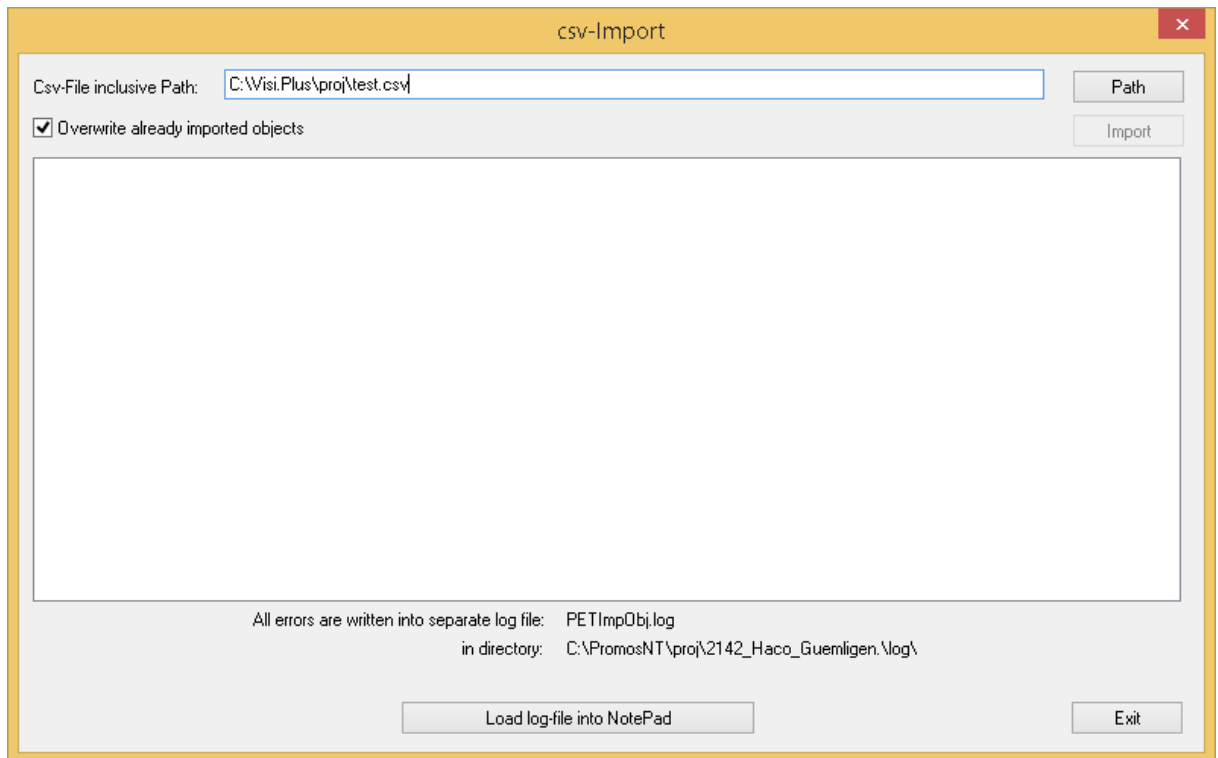 csv-Import
Csv-File inclusive Path: C:\Visi.Plus\proj\test.csv Path
Overwrite already imported objects Import
All errors are written into separate log file: PETImpObj.log
in directory: C:\PromosNT\proj\2142_Haco_Guemligen.\log\
Load log-file into NotePad Exit